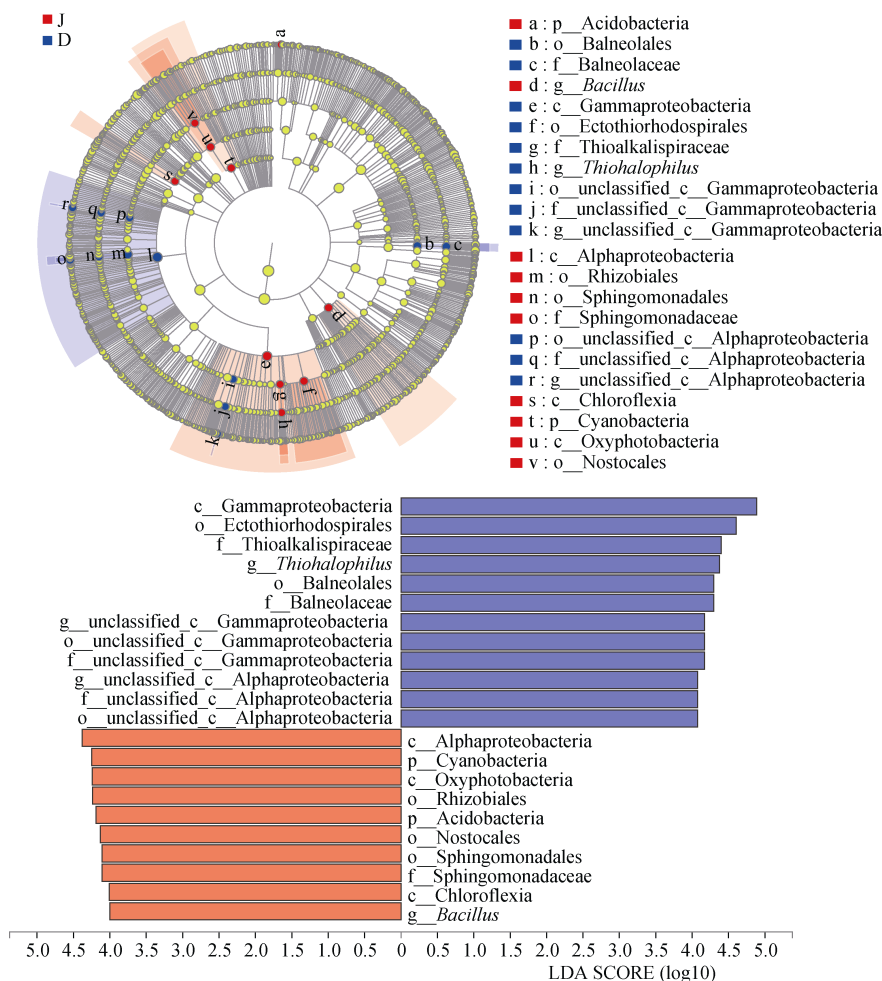 J
D
a
b
c
d
e
f
g
h
i
j
k
l
m
n
o
p
q
r
s
t
u
v
a : p__Acidobacteria
b : o__Balneolales
c : f__Balneolaceae
d : g__Bacillus
e : c__Gammaproteobacteria
f : o__Ectothiorhodospirales
g : f__Thioalkalispiraceae
h : g__Thiohalophilus
i : o__unclassified_c__Gammaproteobacteria
j : f__unclassified_c__Gammaproteobacteria
k : g__unclassified_c__Gammaproteobacteria
l : c__Alphaproteobacteria
m : o__Rhizobiales
n : o__Sphingomonadales
o : f__Sphingomonadaceae
p : o__unclassified_c__Alphaproteobacteria
q : f__unclassified_c__Alphaproteobacteria
r : g__unclassified_c__Alphaproteobacteria
s : c__Chloroflexia
t : p__Cyanobacteria
u : c__Oxyphotobacteria
v : o__Nostocales
c__Gammaproteobacteria
o__Ectothiorhodospirales
f__Thioalkalispiraceae
g__Thiohalophilus
o__Balneolales
f__Balneolaceae
g__unclassified_c__Gammaproteobacteria
o__unclassified_c__Gammaproteobacteria
f__unclassified_c__Gammaproteobacteria
g__unclassified_c__Alphaproteobacteria
f__unclassified_c__Alphaproteobacteria
o__unclassified_c__Alphaproteobacteria
c__Alphaproteobacteria
p__Cyanobacteria
c__Oxyphotobacteria
o__Rhizobiales
p__Acidobacteria
o__Nostocales
o__Sphingomonadales
f__Sphingomonadaceae
c__Chloroflexia
g__Bacillus
5.0 4.5 4.0 3.5 3.0 2.5 2.0 1.5 1.0 0.5 0 0.5 1.0 1.5 2.0 2.5 3.0 3.5 4.0 4.5 5.0
LDA SCORE (log10)